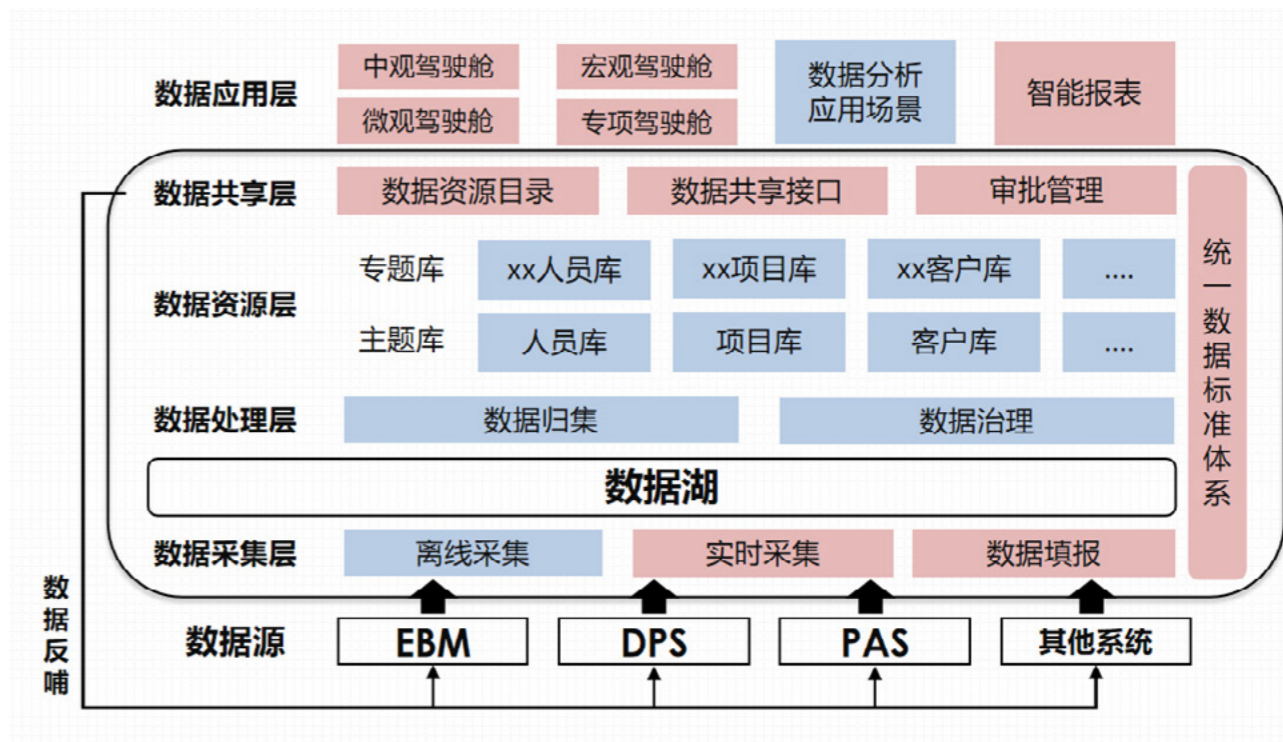 数据应用层
中观驾驶舱
宏观驾驶舱
微观驾驶舱
专项驾驶舱
数据分析
应用场景
智能报表
数据共享层
数据资源目录
数据共享接口
审批管理
数据资源层
专题库
xx人员库
xx项目库
xx客户库
....
主题库
人员库
项目库
客户库
....
数据处理层
数据归集
数据治理
数据湖
数据采集层
离线采集
实时采集
数据填报
统一数据标准体系
数据源
EBM
DPS
PAS
其他系统
数据反哺